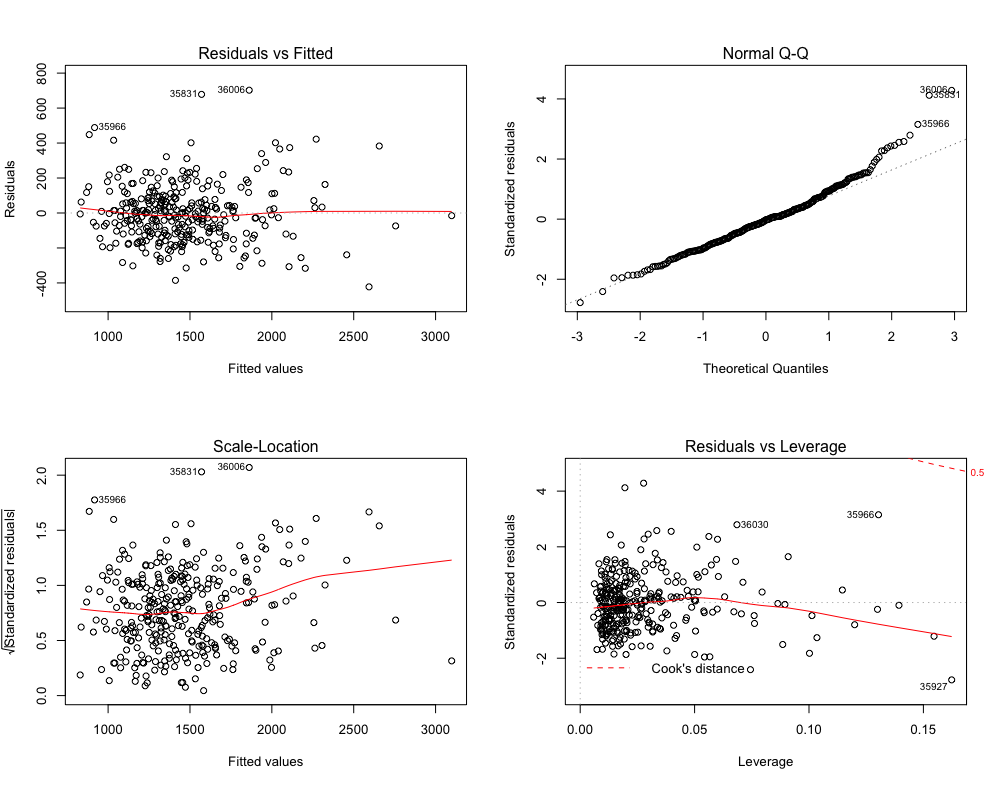 Residuals vs Fitted
Residuals
800
600
400
200
0
-400
35831
36006
35966
1000 1500 2000 2500 3000
Fitted values
Normal Q-Q
Standardized residuals
4
2
0
-2
36006
35831
35966
-3 -2 -1 0 1 2 3
Theoretical Quantiles
Scale-Location
√|Standardized residuals|
2.0
1.5
1.0
0.5
0.0
35831
36006
35966
1000 1500 2000 2500 3000
Fitted values
Residuals vs Leverage
Standardized residuals
4
2
0
-2
0.5
35966
36030
Cook's distance
35927
0.00 0.05 0.10 0.15
Leverage